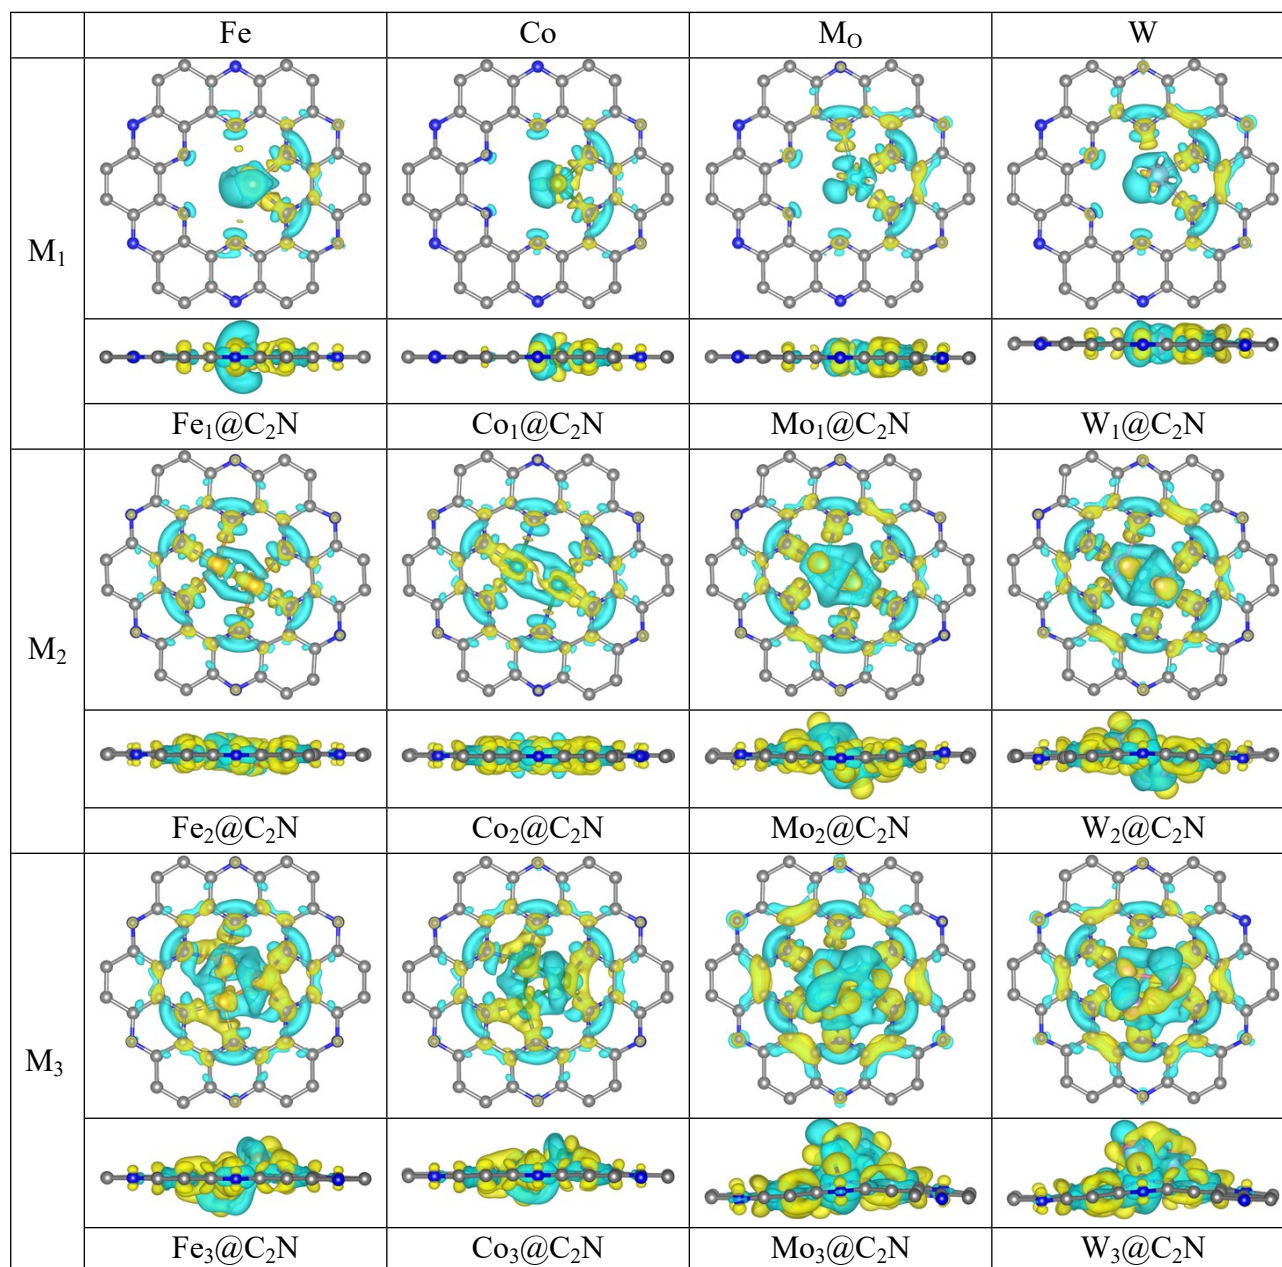 Fe Co M_O W
M₁
Fe₁@C₂N Co₁@C₂N Mo₁@C₂N W₁@C₂N
M₂
Fe₂@C₂N Co₂@C₂N Mo₂@C₂N W₂@C₂N
M₃
Fe₃@C₂N Co₃@C₂N Mo₃@C₂N W₃@C₂N